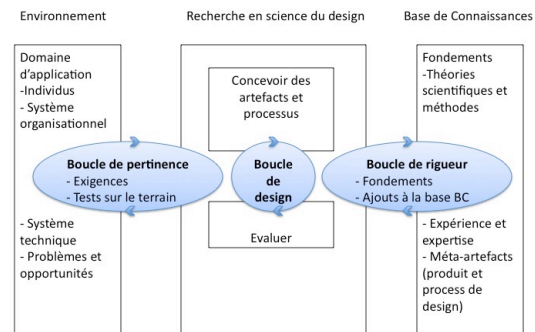 Environnement
Recherche en science du design
Base de Connaissances
Domaine
d'application
-Individus
- Système
organisationnel
Concevoir des
artefacts et
processus
Fondements
-Théories
scientifiques et
méthodes
Boucle de pertinence
- Exigences
- Tests sur le terrain
Boucle
de
design
Boucle de rigueur
- Fondements
- Ajouts à la base BC
- Système
technique
- Problèmes et
opportunités
Evaluer
- Expérience et
expertise
- Méta-artefacts
(produit et
process de
design)